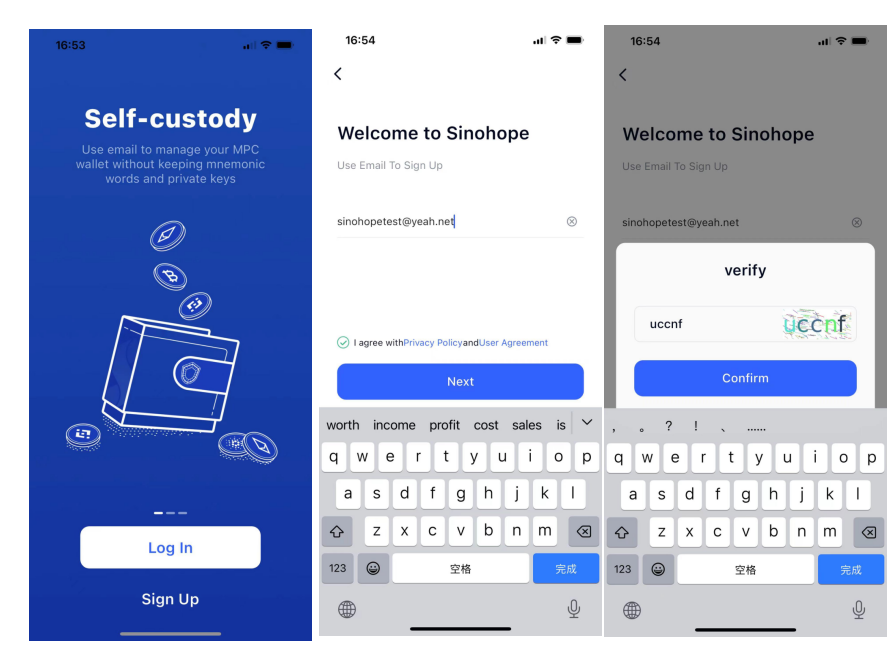 16:53
Self-custody
Use email to manage your MPC
wallet without keeping mnemonic
words and private keys
Log In
Sign Up
16:54
Welcome to Sinohope
Use Email To Sign Up
sinohopetest@yeah.net
I agree withPrivacy PolicyandUser Agreement
Next
worth income profit cost sales is
q w e r t y u i o p
a s d f g h j k l
z x c v b n m
123 空格 完成
16:54
Welcome to Sinohope
Use Email To Sign Up
sinohopetest@yeah.net
verify
uccnf uccnf
Confirm
, 。 ? ! 、 ......
q w e r t y u i o p
a s d f g h j k l
z x c v b n m
123 空格 完成